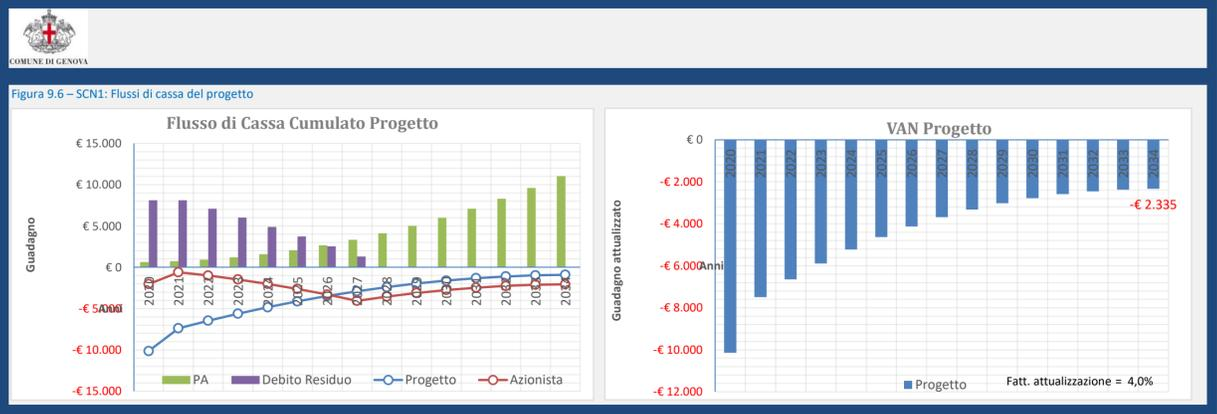 COMUNE DI GENOVA
Figura 9.6 – SCN1: Flussi di cassa del progetto
Flusso di Cassa Cumulato Progetto
€ 15.000
€ 10.000
€ 5.000
€ 0
-€ 5.000
-€ 10.000
-€ 15.000
Guadagno
Anni
2020 2021 2022 2023 2024 2025 2026 2027 2028 2029 2030 2031 2032 2033 2034
PA Debito Residuo Progetto Azionista
VAN Progetto
€ 0
-€ 2.000
-€ 4.000
-€ 6.000
-€ 8.000
-€ 10.000
-€ 12.000
Guadagno attualizzato
Anni
2020 2021 2022 2023 2024 2025 2026 2027 2028 2029 2030 2031 2032 2033 2034
-€ 2.335
Progetto
Fatt. attualizzazione = 4,0%